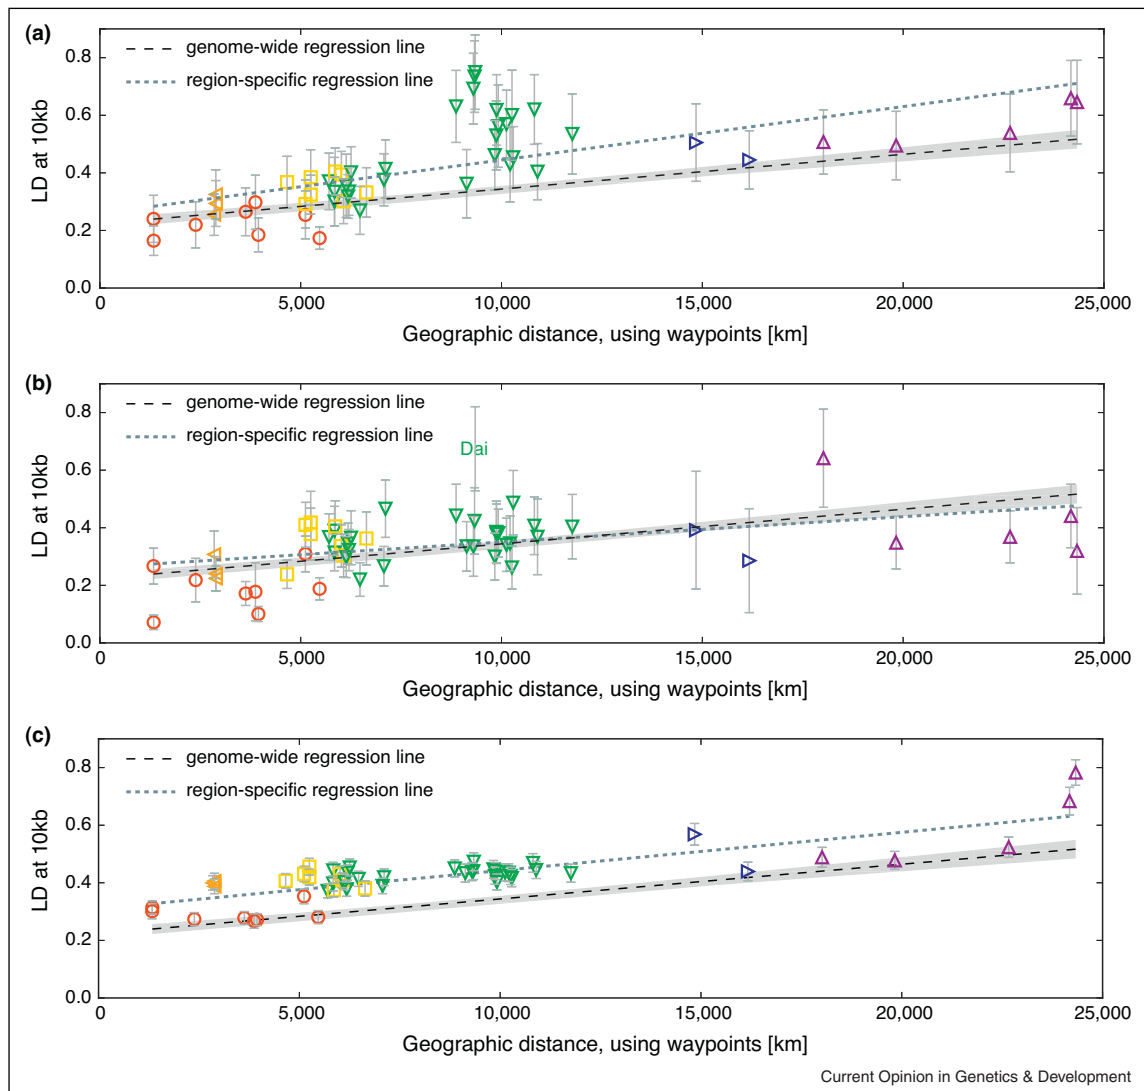 (a)
genome-wide regression line
region-specific regression line
LD at 10kb
0.8
0.6
0.4
0.2
0.0
0 5,000 10,000 15,000 20,000 25,000
Geographic distance, using waypoints [km]
(b)
genome-wide regression line
region-specific regression line
Dai
LD at 10kb
0.8
0.6
0.4
0.2
0.0
0 5,000 10,000 15,000 20,000 25,000
Geographic distance, using waypoints [km]
(c)
genome-wide regression line
region-specific regression line
LD at 10kb
0.8
0.6
0.4
0.2
0.0
0 5,000 10,000 15,000 20,000 25,000
Geographic distance, using waypoints [km]
Current Opinion in Genetics & Development